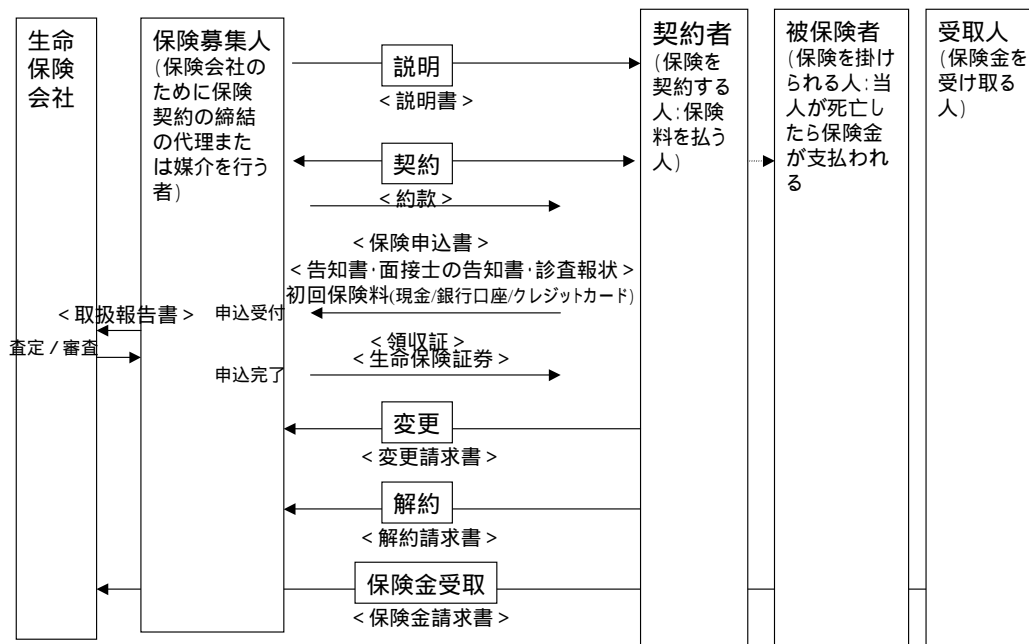 生命
保険
会社
保険募集人
(保険会社の
ために保険
契約の締結
の代理また
は媒介を行う
者)
契約者
(保険を
契約する
人:保険
料を払う
人)
被保険者
(保険を掛け
られる人:当
人が死亡し
たら保険金
が支払われ
る
受取人
(保険金を
受け取る
人)
説明
<説明書>
契約
<約款>
<保険申込書>
<告知書・面接士の告知書・診査報状>
初回保険料(現金/銀行口座/クレジットカード)
申込受付
<取扱報告書>
査定/審査
<領収証>
<生命保険証券>
申込完了
変更
<変更請求書>
解約
<解約請求書>
保険金受取
<保険金請求書>